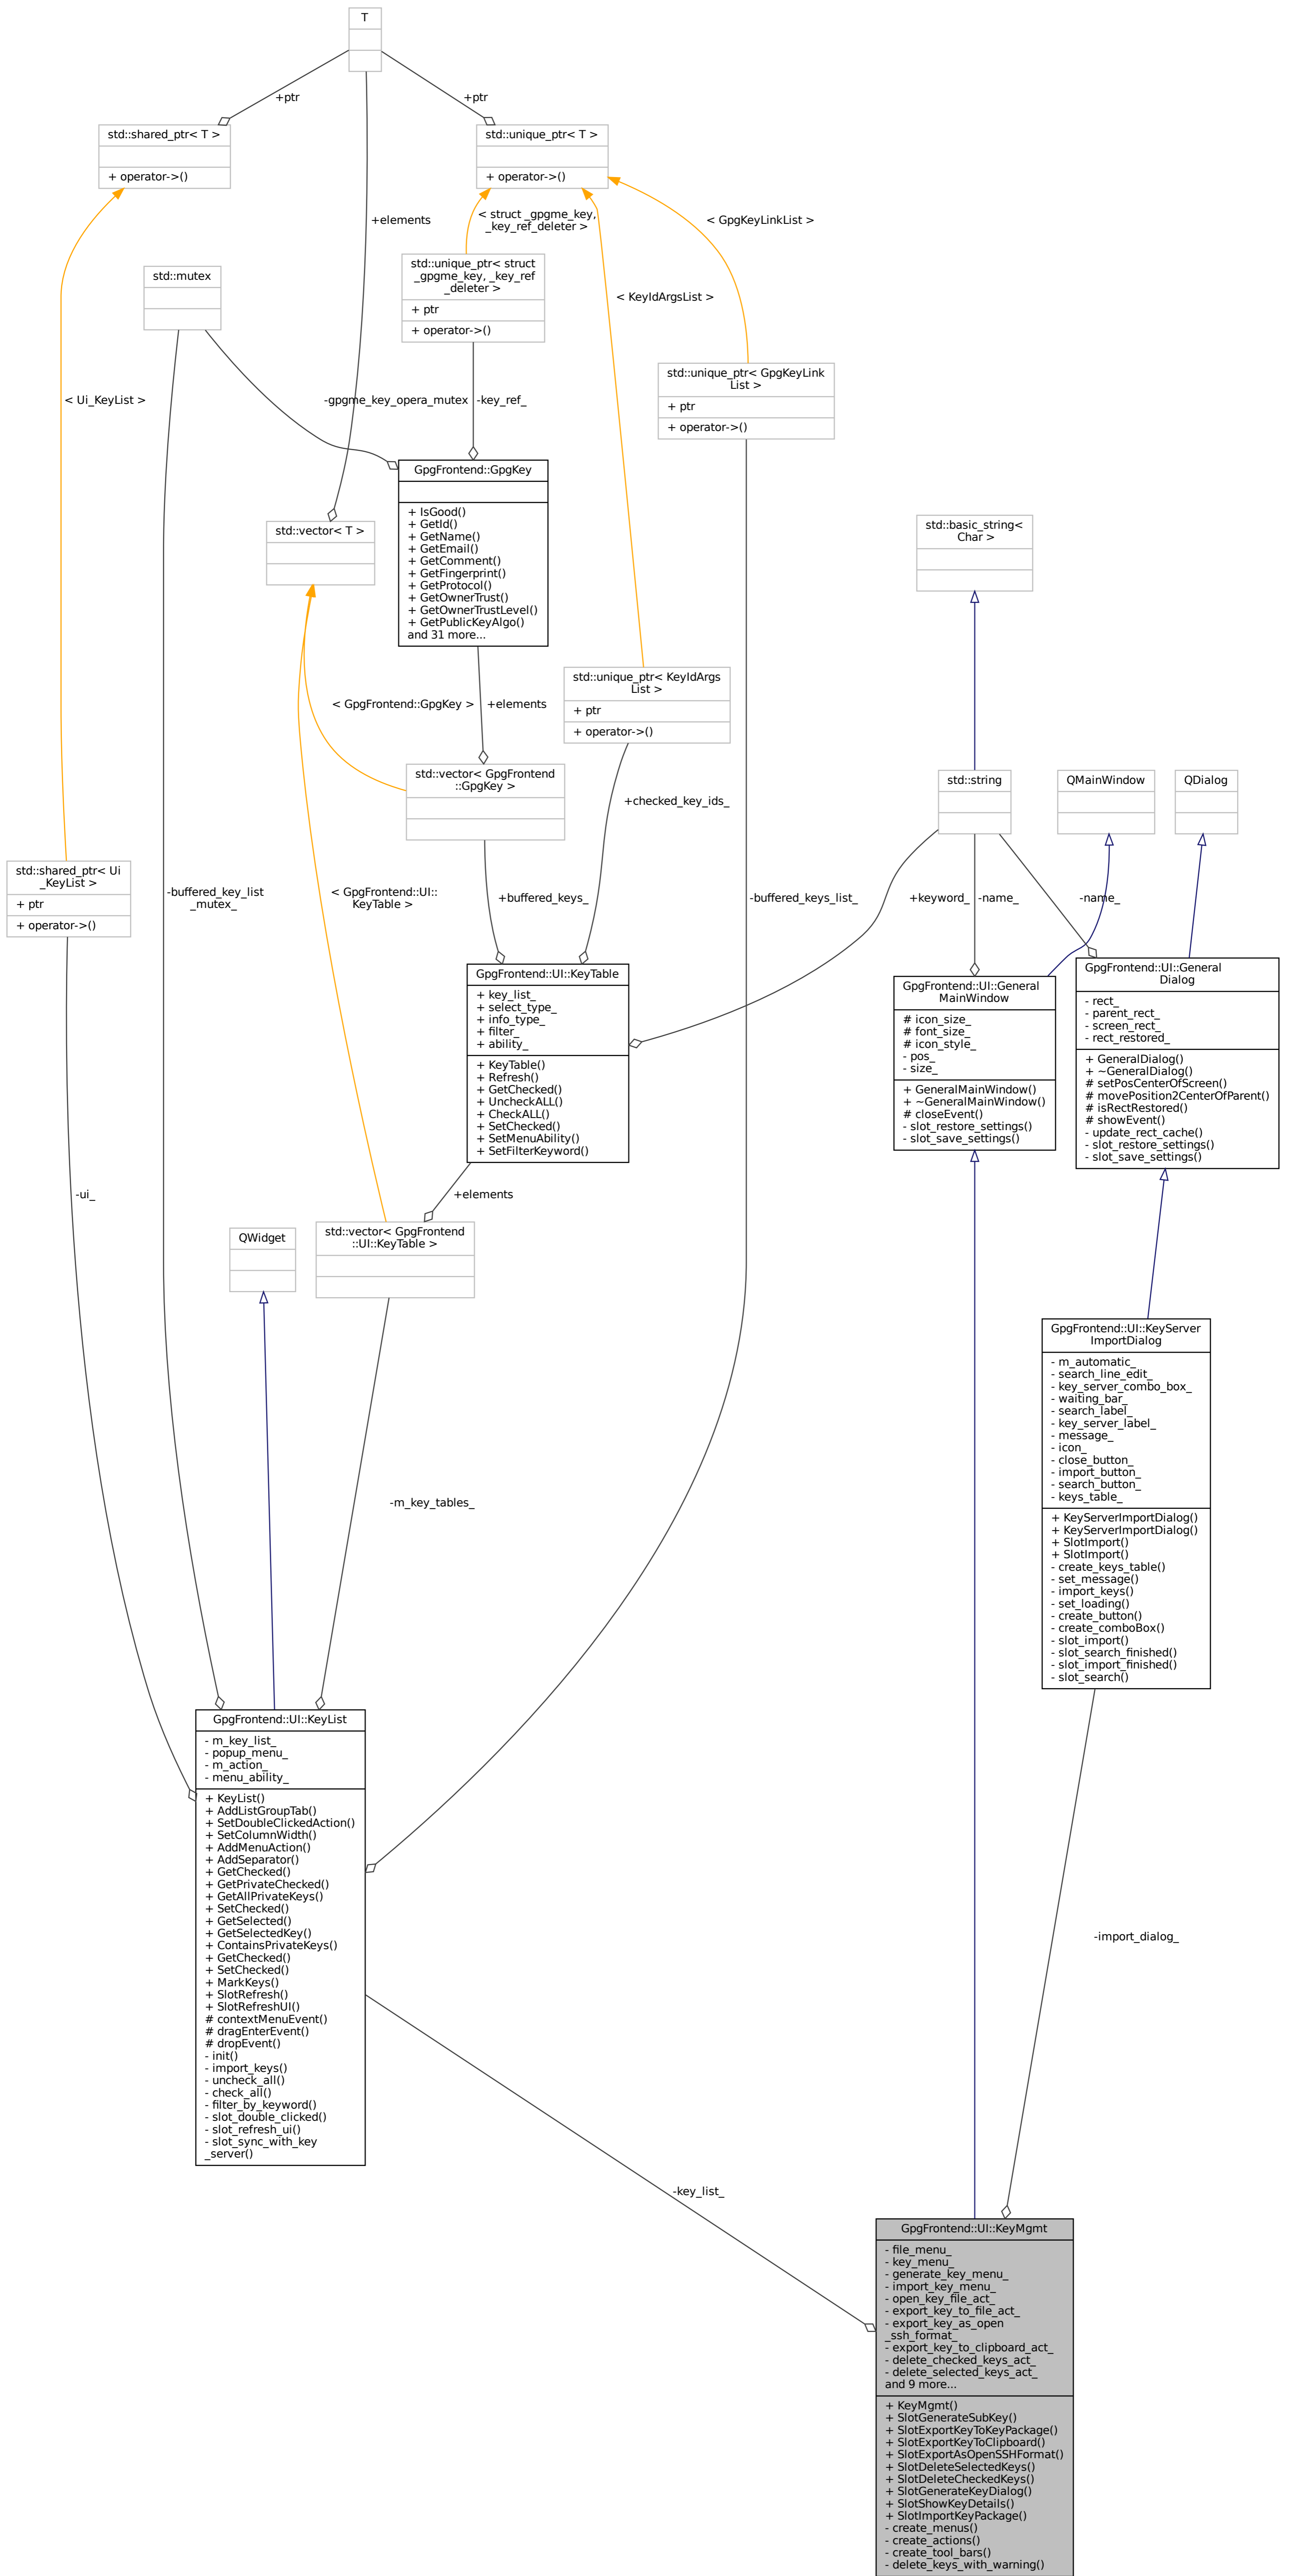 T
+ptr
+ptr
std::shared_ptr< T >
+ operator->()
std::unique_ptr< T >
+ operator->()
+elements
< struct _gpgme_key,
_key_ref_deleter >
< GpgKeyLinkList >
std::mutex
std::unique_ptr< struct
_gpgme_key, _key_ref
_deleter >
+ ptr
+ operator->()
< KeyIdArgsList >
std::unique_ptr< GpgKeyLink
List >
+ ptr
+ operator->()
< Ui_KeyList >
-gpgme_key_opera_mutex
-key_ref_
GpgFrontend::GpgKey
+ IsGood()
+ GetId()
+ GetName()
+ GetEmail()
+ GetComment()
+ GetFingerprint()
+ GetProtocol()
+ GetOwnerTrust()
+ GetOwnerTrustLevel()
+ GetPublicKeyAlgo()
and 31 more...
std::vector< T >
std::basic_string<
Char >
std::unique_ptr< KeyIdArgs
List >
+ ptr
+ operator->()
< GpgFrontend::GpgKey >
+elements
std::vector< GpgFrontend
::GpgKey >
+checked_key_ids_
std::string
QMainWindow
QDialog
std::shared_ptr< Ui
_KeyList >
+ ptr
+ operator->()
-buffered_key_list
_mutex_
< GpgFrontend::UI::
KeyTable >
+buffered_keys_
-buffered_keys_list_
+keyword_
-name_
-name_
GpgFrontend::UI::KeyTable
+ key_list_
+ select_type_
+ info_type_
+ filter_
+ ability_
+ KeyTable()
+ Refresh()
+ GetChecked()
+ UncheckALL()
+ CheckALL()
+ SetChecked()
+ SetMenuAbility()
+ SetFilterKeyword()
GpgFrontend::UI::General
MainWindow
# icon_size_
# font_size_
# icon_style_
- pos_
- size_
+ GeneralMainWindow()
+ ~GeneralMainWindow()
# closeEvent()
- slot_restore_settings()
- slot_save_settings()
GpgFrontend::UI::General
Dialog
- rect_
- parent_rect_
- screen_rect_
- rect_restored_
+ GeneralDialog()
+ ~GeneralDialog()
# setPosCenterOfScreen()
# movePosition2CenterOfParent()
# isRectRestored()
# showEvent()
- update_rect_cache()
- slot_restore_settings()
- slot_save_settings()
-ui_
+elements
QWidget
std::vector< GpgFrontend
::UI::KeyTable >
GpgFrontend::UI::KeyServer
ImportDialog
- m_automatic_
- search_line_edit_
- key_server_combo_box_
- waiting_bar_
- search_label_
- key_server_label_
- message_
- icon_
- close_button_
- import_button_
- search_button_
- keys_table_
+ KeyServerImportDialog()
+ KeyServerImportDialog()
+ SlotImport()
+ SlotImport()
- create_keys_table()
- set_message()
- import_keys()
- set_loading()
- create_button()
- create_comboBox()
- slot_import()
- slot_search_finished()
- slot_import_finished()
- slot_search()
-m_key_tables_
GpgFrontend::UI::KeyList
- m_key_list_
- popup_menu_
- m_action_
- menu_ability_
+ KeyList()
+ AddListGroupTab()
+ SetDoubleClickedAction()
+ SetColumnWidth()
+ AddMenuAction()
+ AddSeparator()
+ GetChecked()
+ GetPrivateChecked()
+ GetAllPrivateKeys()
+ SetChecked()
+ GetSelected()
+ GetSelectedKey()
+ ContainsPrivateKeys()
+ GetChecked()
+ SetChecked()
+ MarkKeys()
+ SlotRefresh()
+ SlotRefreshUI()
# contextMenuEvent()
# dragEnterEvent()
# dropEvent()
- init()
- import_keys()
- uncheck_all()
- check_all()
- filter_by_keyword()
- slot_double_clicked()
- slot_refresh_ui()
- slot_sync_with_key
_server()
-import_dialog_
-key_list_
GpgFrontend::UI::KeyMgmt
- file_menu_
- key_menu_
- generate_key_menu_
- import_key_menu_
- open_key_file_act_
- export_key_to_file_act_
- export_key_as_open
_ssh_format_
- export_key_to_clipboard_act_
- delete_checked_keys_act_
- delete_selected_keys_act_
and 9 more...
+ KeyMgmt()
+ SlotGenerateSubKey()
+ SlotExportKeyToKeyPackage()
+ SlotExportKeyToClipboard()
+ SlotExportAsOpenSSHFormat()
+ SlotDeleteSelectedKeys()
+ SlotDeleteCheckedKeys()
+ SlotGenerateKeyDialog()
+ SlotShowKeyDetails()
+ SlotImportKeyPackage()
- create_menus()
- create_actions()
- create_tool_bars()
- delete_keys_with_warning()